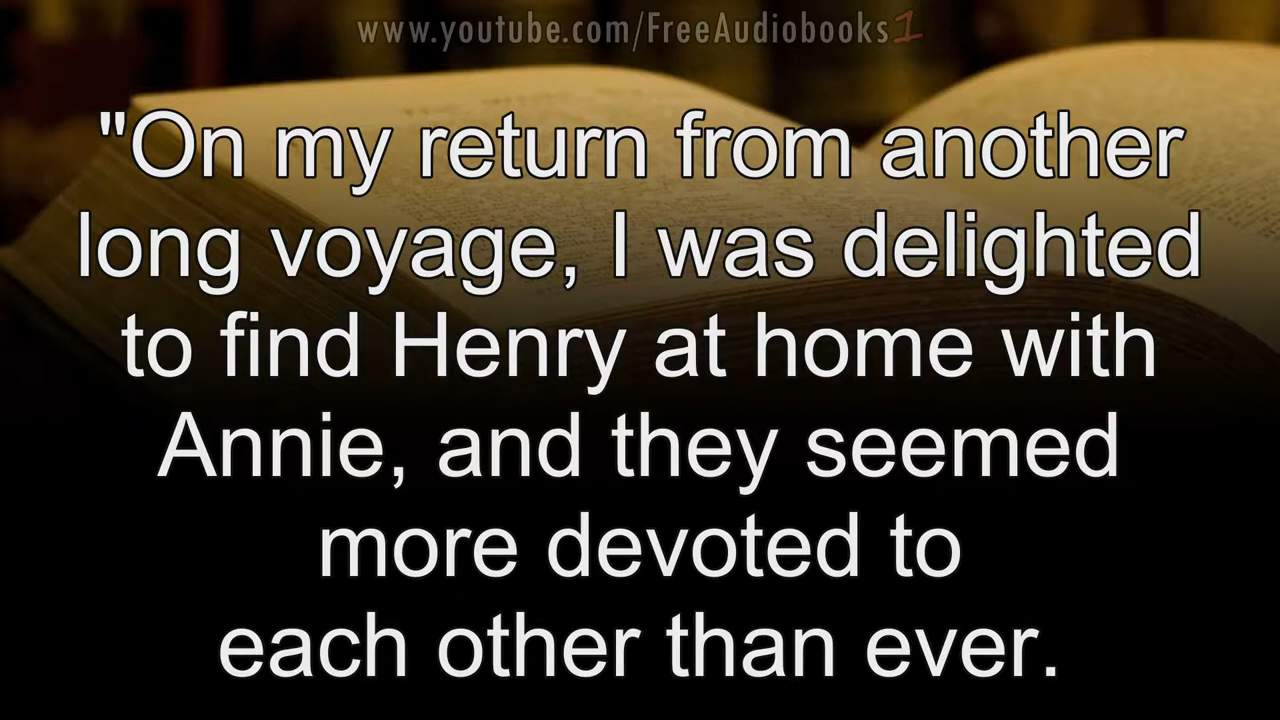 www.youtube.com/FreeAudiobooks1
"On my return from another
long voyage, I was delighted
to find Henry at home with
Annie, and they seemed
more devoted to
each other than ever.